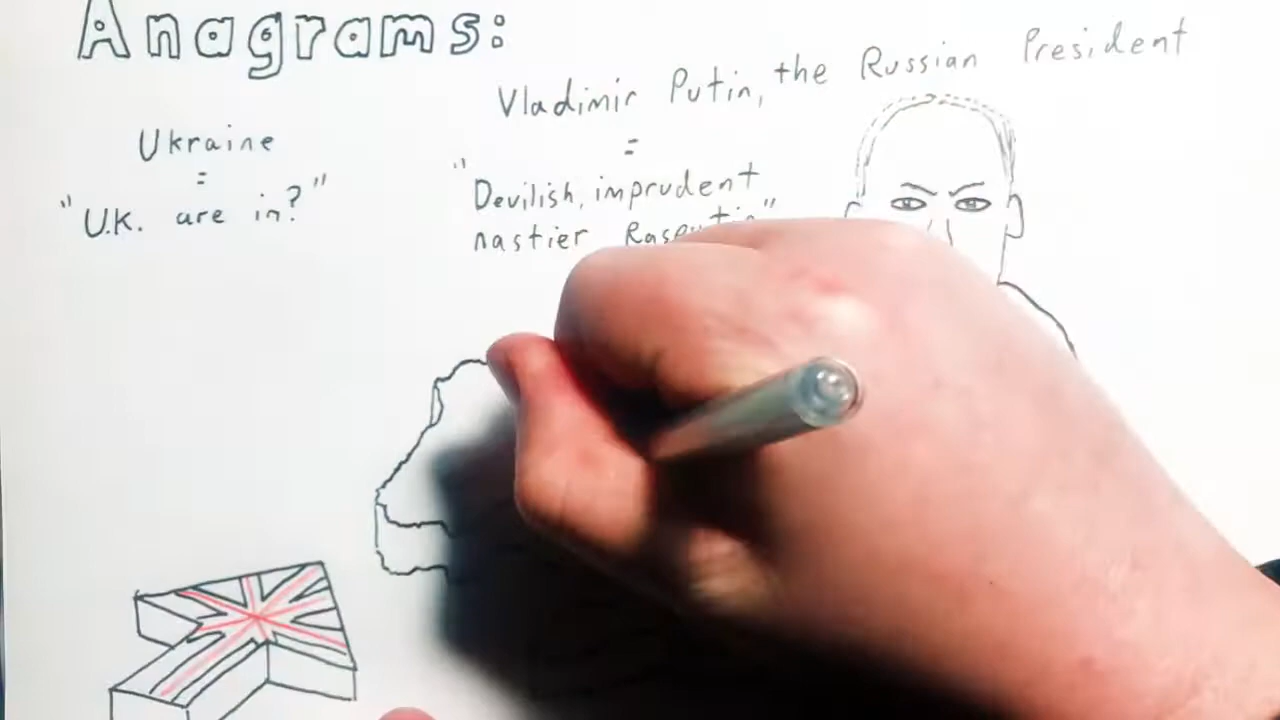 Anagrams:
Ukraine
=
"U.K. are in?"
Vladimir Putin, the Russian President
=
"Devilish, imprudent
nastier